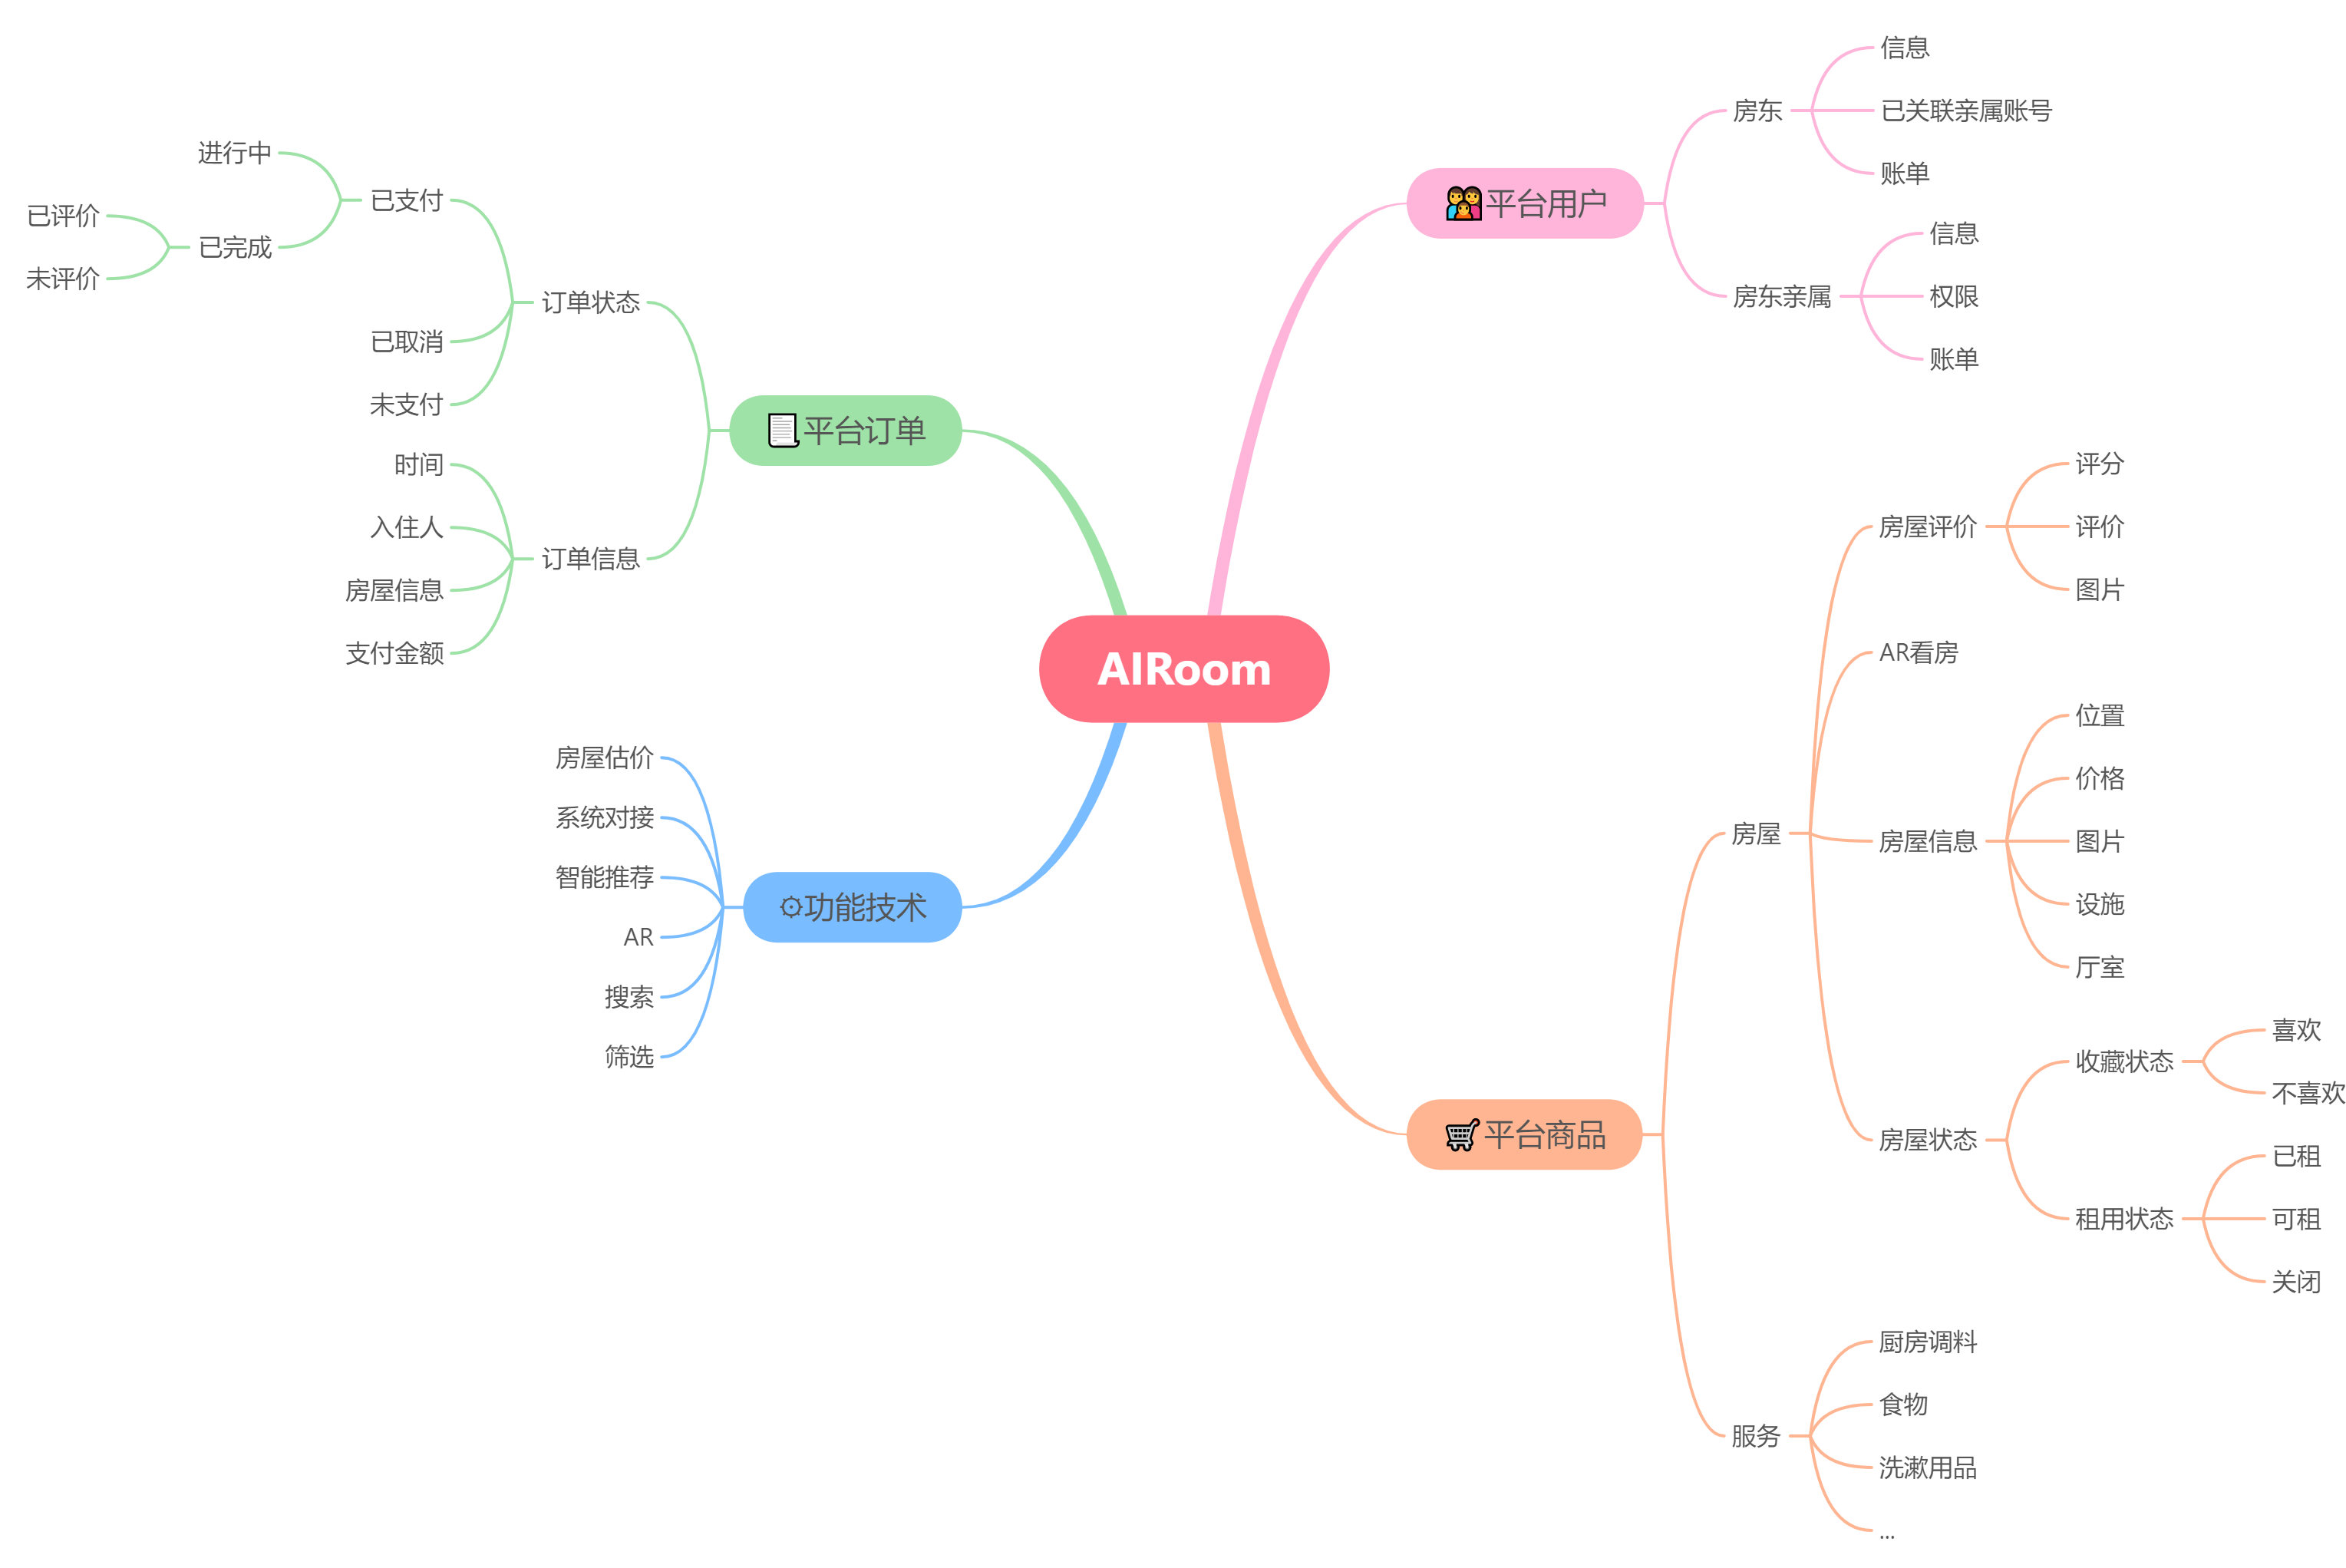 AIRoom
👨‍👩‍👧平台用户
房东
信息
已关联亲属账号
账单
房东亲属
信息
权限
账单
🛒平台商品
房屋
房屋评价
评分
评价
图片
AR看房
房屋信息
位置
价格
图片
设施
厅室
房屋状态
收藏状态
喜欢
不喜欢
租用状态
已租
可租
关闭
服务
厨房调料
食物
洗漱用品
...
📃平台订单
订单状态
已支付
进行中
已完成
已评价
未评价
已取消
未支付
订单信息
时间
入住人
房屋信息
支付金额
⚙功能技术
房屋估价
系统对接
智能推荐
AR
搜索
筛选